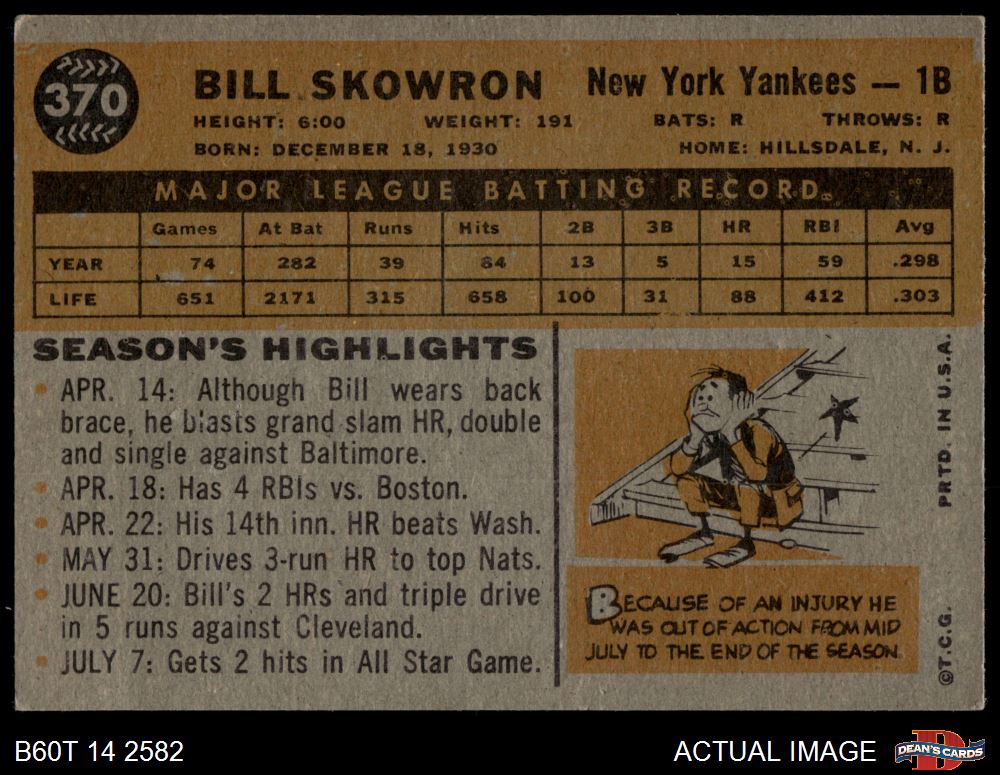 370
BILL SKOWRON New York Yankees — 1B
HEIGHT: 6:00 WEIGHT: 191 BATS: R THROWS: R
BORN: DECEMBER 18, 1930 HOME: HILLSDALE, N. J.
MAJOR LEAGUE BATTING RECORD
Games At Bat Runs Hits 2B 3B HR RBI Avg
YEAR 74 282 39 84 13 5 15 59 .298
LIFE 651 2171 315 658 100 31 88 412 .303
SEASON'S HIGHLIGHTS
• APR. 14: Although Bill wears back
brace, he blasts grand slam HR, double
and single against Baltimore.
• APR. 18: Has 4 RBIs vs. Boston.
• APR. 22: His 14th inn. HR beats Wash.
• MAY 31: Drives 3-run HR to top Nats.
• JUNE 20: Bill's 2 HRs and triple drive
in 5 runs against Cleveland.
• JULY 7: Gets 2 hits in All Star Game.
BECAUSE OF AN INJURY HE
WAS OUT OF ACTION FROM MID
JULY TO THE END OF THE SEASON.
©T.C.G. PRTD. IN U.S.A.
B60T 14 2582 ACTUAL IMAGE
D
DEAN'S CARDS